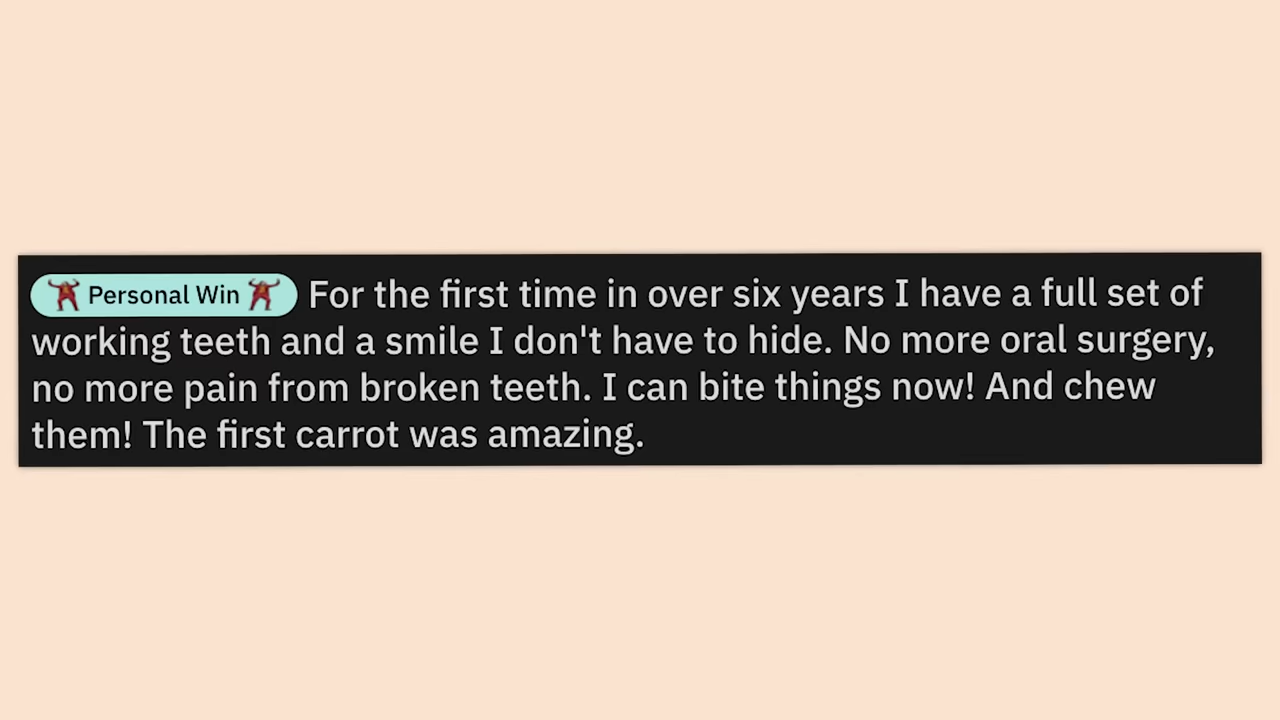 Personal Win For the first time in over six years I have a full set of
working teeth and a smile I don't have to hide. No more oral surgery,
no more pain from broken teeth. I can bite things now! And chew
them! The first carrot was amazing.